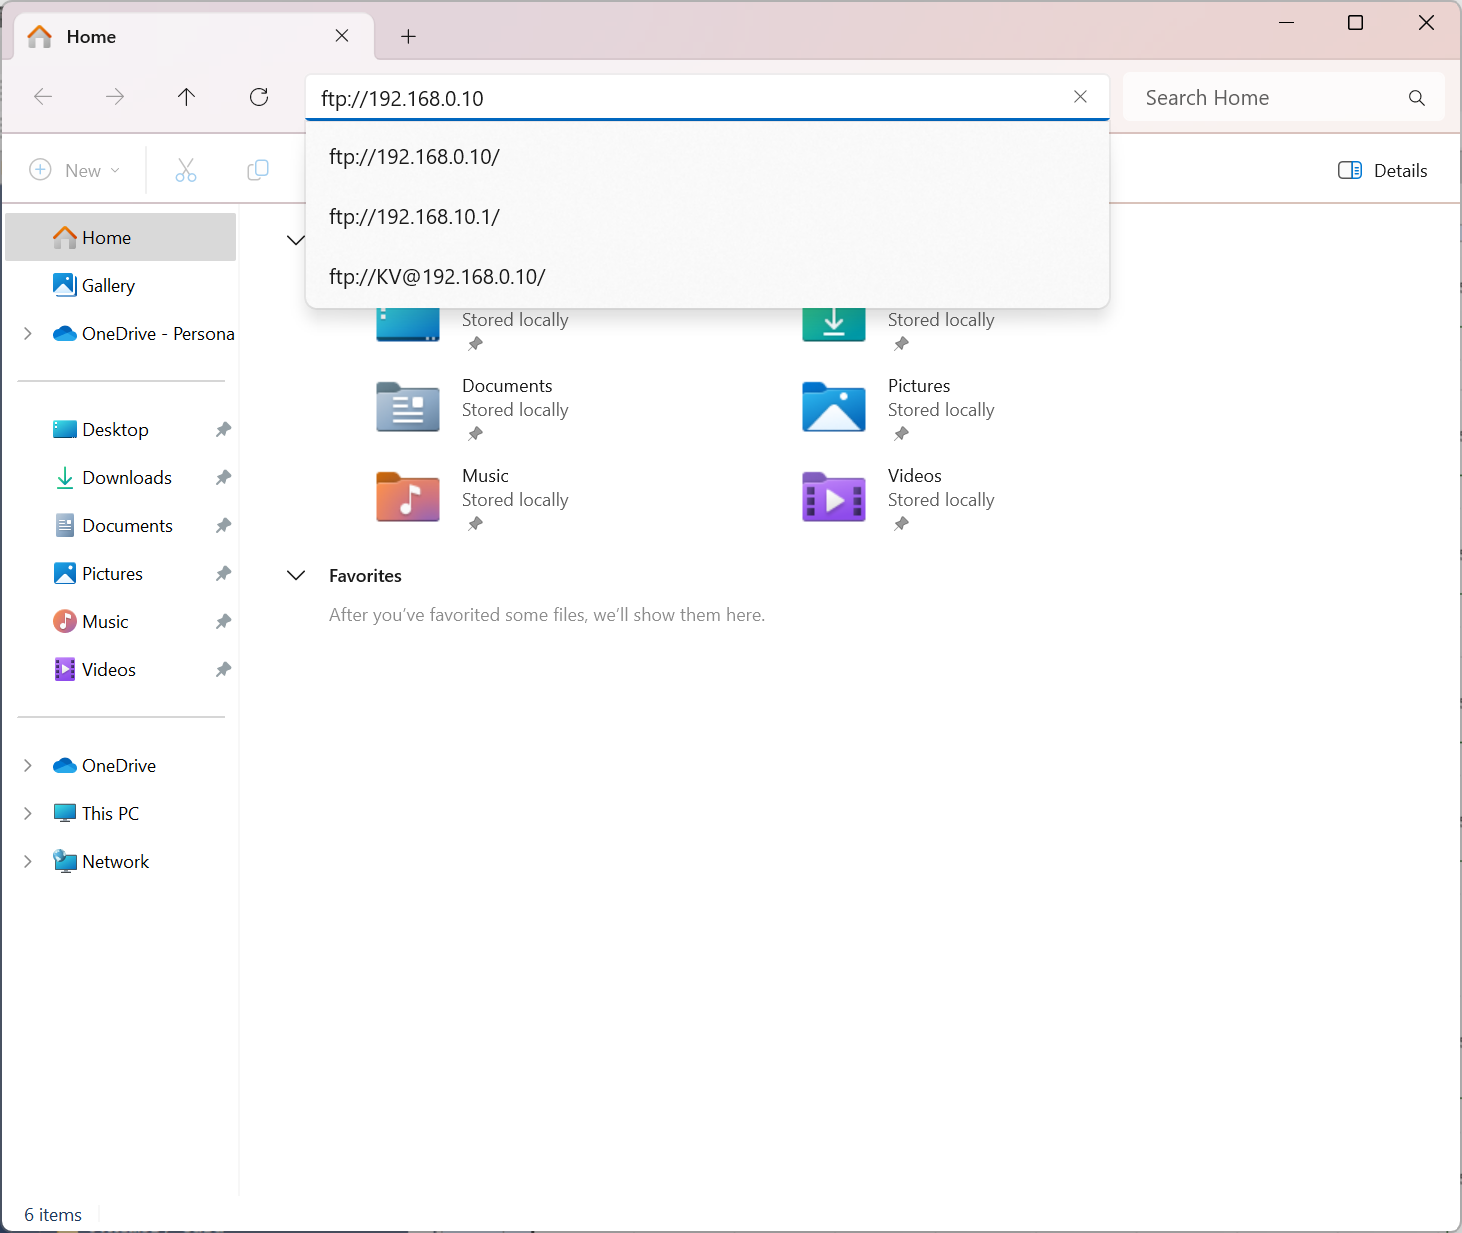 Home
ftp://192.168.0.10
Search Home
ftp://192.168.0.10/
ftp://192.168.10.1/
ftp://KV@192.168.0.10/
New
Details
Home
Gallery
OneDrive - Persona
Desktop
Downloads
Documents
Pictures
Music
Videos
OneDrive
This PC
Network
Stored locally
Stored locally
Documents
Stored locally
Pictures
Stored locally
Music
Stored locally
Videos
Stored locally
Favorites
After you've favorited some files, we'll show them here.
6 items